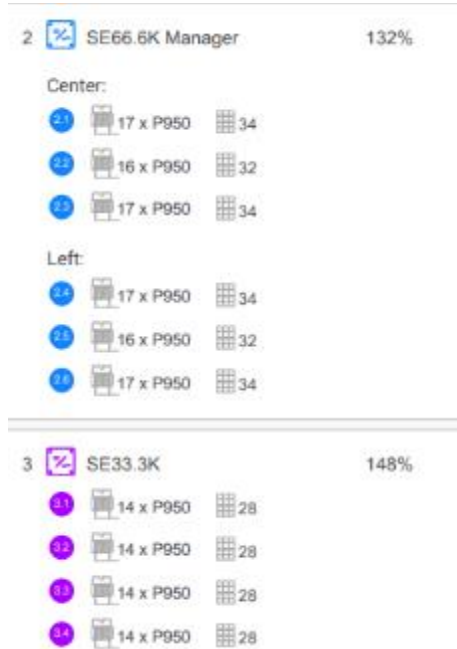 2 SE66.6K Manager 132%
Center:
2.1 17 x P950 34
2.2 16 x P950 32
2.3 17 x P950 34
Left:
2.4 17 x P950 34
2.5 16 x P950 32
2.6 17 x P950 34
3 SE33.3K 148%
3.1 14 x P950 28
3.2 14 x P950 28
3.3 14 x P950 28
3.4 14 x P950 28